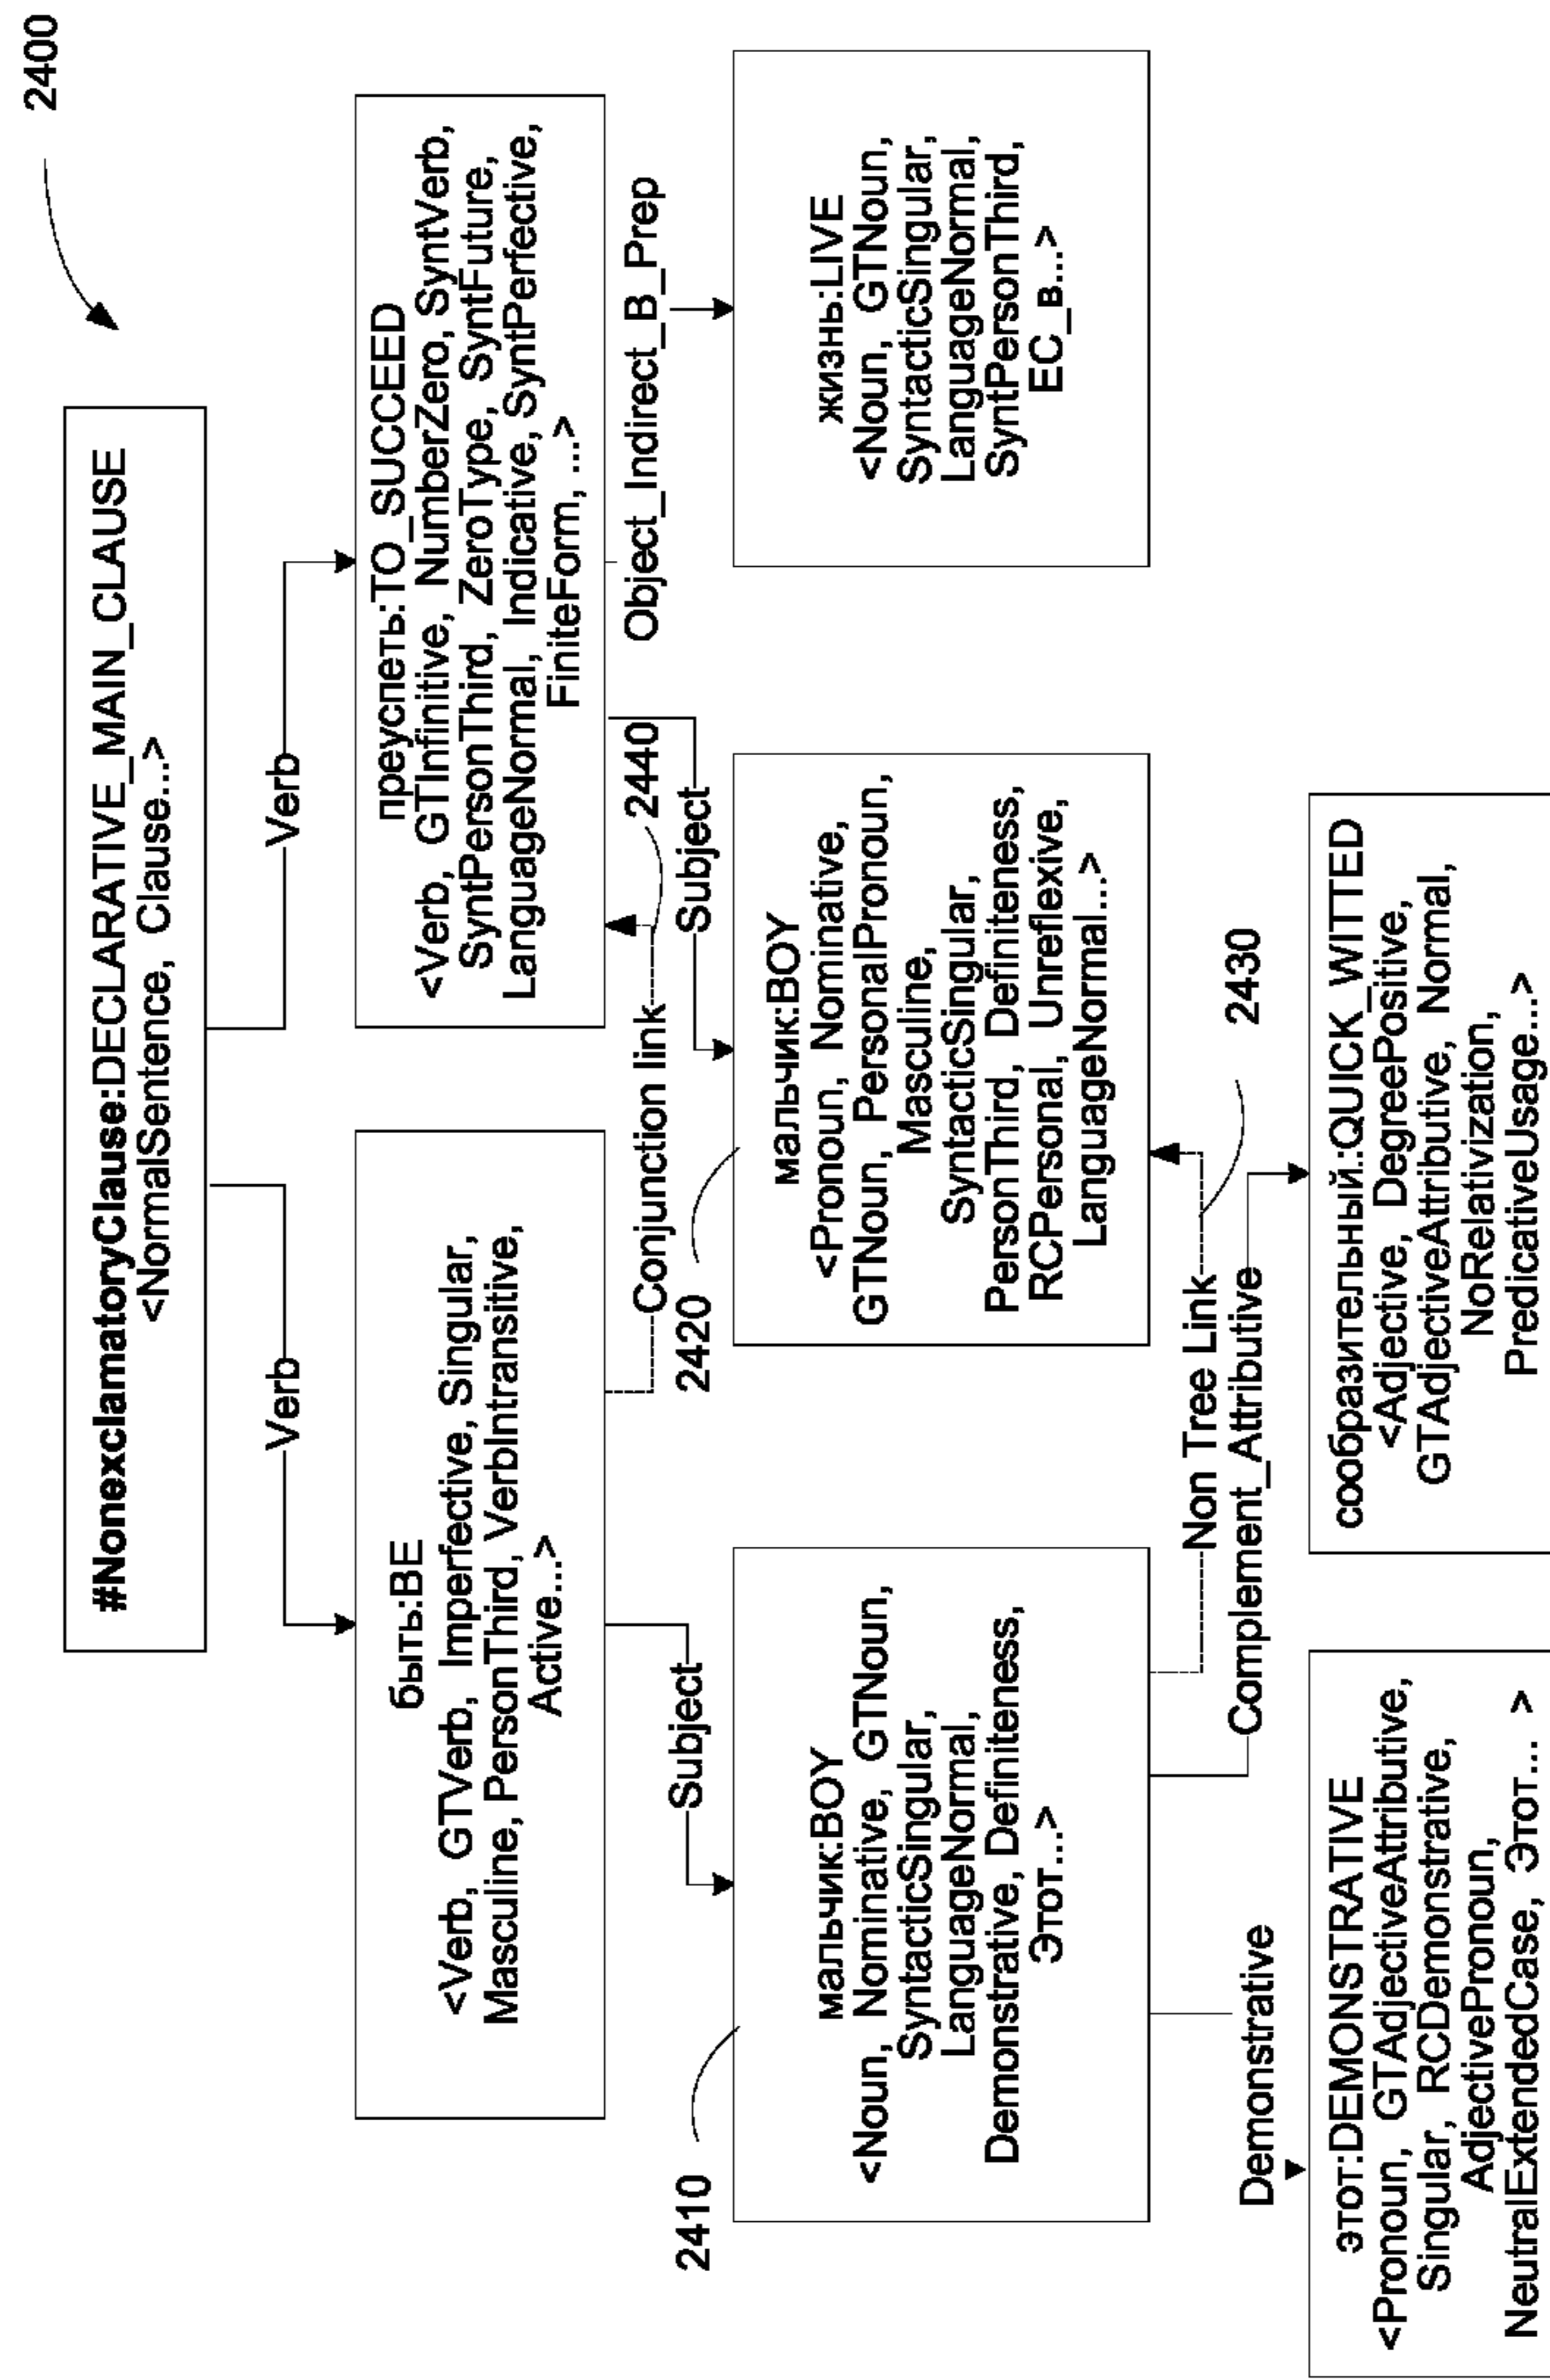 2400
#NonexclamatoryClause:DECLARATIVE_MAIN_CLAUSE
<NormalSentence, Clause...>
Verb
Verb
быть:BE
<Verb, GTVerb, Imperfective, Singular,
Masculine, PersonThird, VerbIntransitive,
Active...>
преуспеть:TO_SUCCEED
<Verb, GTInfinitive, NumberZero, SyntVerb,
SyntPersonThird, ZeroType, SyntFuture,
LanguageNormal, Indicative, SyntPerfective,
FiniteForm, ...>
Subject
Conjunction link
2440
Subject
Object_Indirect_B_Prep
2410
мальчик:BOY
<Noun, Nominative, GTNoun,
SyntacticSingular,
LanguageNormal,
Demonstrative, Definiteness,
Этот...>
2420
мальчик:BOY
<Pronoun, Nominative,
GTNoun, PersonalPronoun,
Masculine,
SyntacticSingular,
PersonThird, Definiteness,
RCPersonal, Unreflexive,
LanguageNormal...>
жизнь:LIVE
<Noun, GTNoun,
SyntacticSingular,
LanguageNormal,
SyntPersonThird,
EC_в...>
Demonstrative
Non Tree Link
Complement_Attributive
2430
этот:DEMONSTRATIVE
<Pronoun, GTAdjectiveAttributive,
Singular, RCDemonstrative,
AdjectivePronoun,
NeutralExtendedCase, Этот... >
сообразительный:QUICK_WITTED
<Adjective, DegreePositive,
GTAdjectiveAttributive, Normal,
NoRelativization,
PredicativeUsage...>